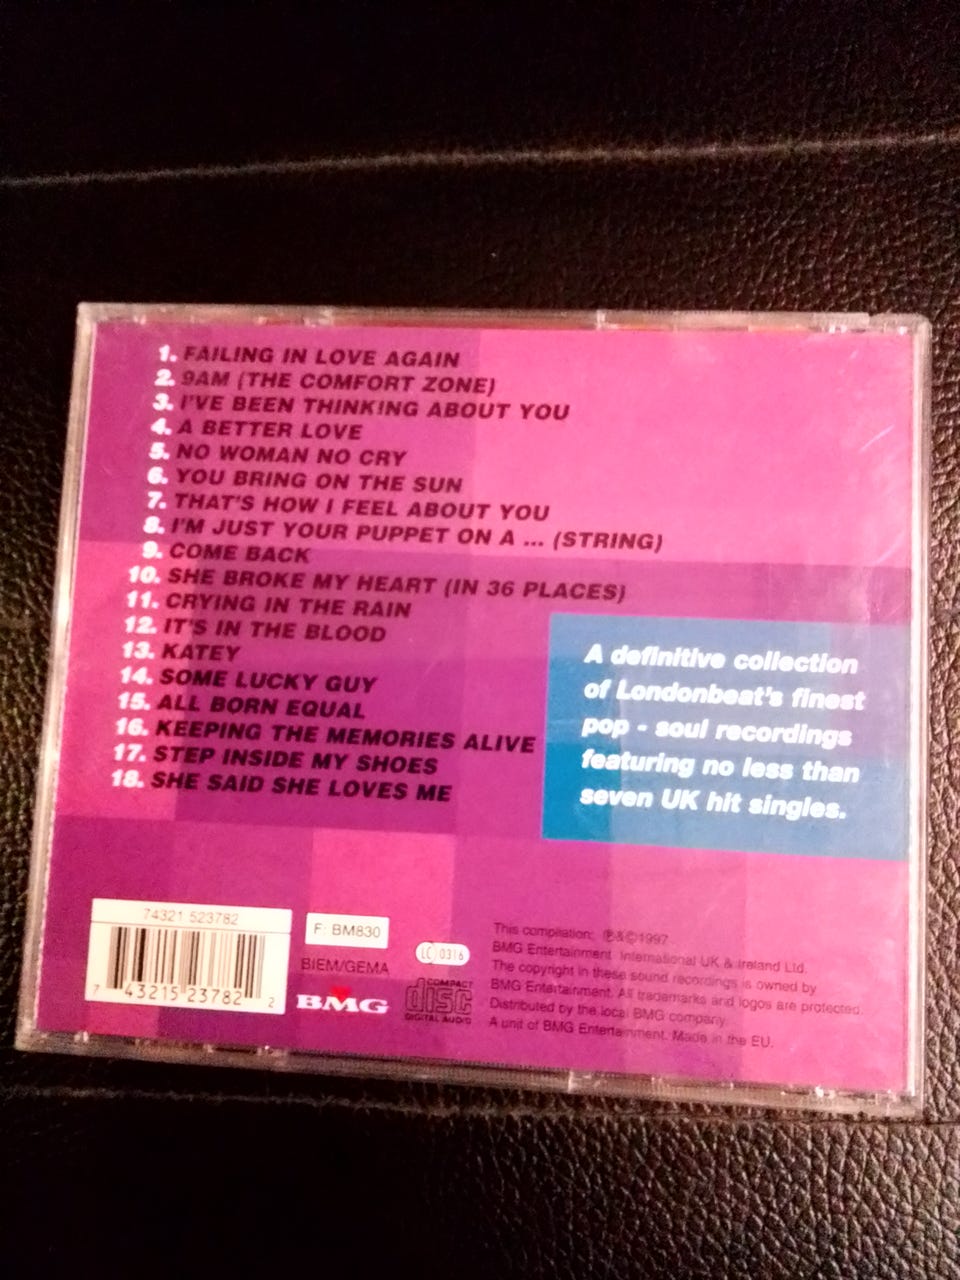 1. FAILING IN LOVE AGAIN
2. 9AM (THE COMFORT ZONE)
3. I'VE BEEN THINKING ABOUT YOU
4. A BETTER LOVE
5. NO WOMAN NO CRY
6. YOU BRING ON THE SUN
7. THAT'S HOW I FEEL ABOUT YOU
8. I'M JUST YOUR PUPPET ON A ... (STRING)
9. COME BACK
10. SHE BROKE MY HEART (IN 36 PLACES)
11. CRYING IN THE RAIN
12. IT'S IN THE BLOOD
13. KATEY
14. SOME LUCKY GUY
15. ALL BORN EQUAL
16. KEEPING THE MEMORIES ALIVE
17. STEP INSIDE MY SHOES
18. SHE SAID SHE LOVES ME
A definitive collection
of Londonbeat's finest
pop - soul recordings
featuring no less than
seven UK hit singles.
74321 523782
7 43215 23782 2
F: BM830
BIEM/GEMA
LC 0316
BMG
COMPACT
disc
DIGITAL AUDIO
This compilation: ℗&©1997
BMG Entertainment International UK & Ireland Ltd.
The copyright in these sound recordings is owned by
BMG Entertainment. All trademarks and logos are protected.
Distributed by the local BMG company.
A unit of BMG Entertainment. Made in the EU.